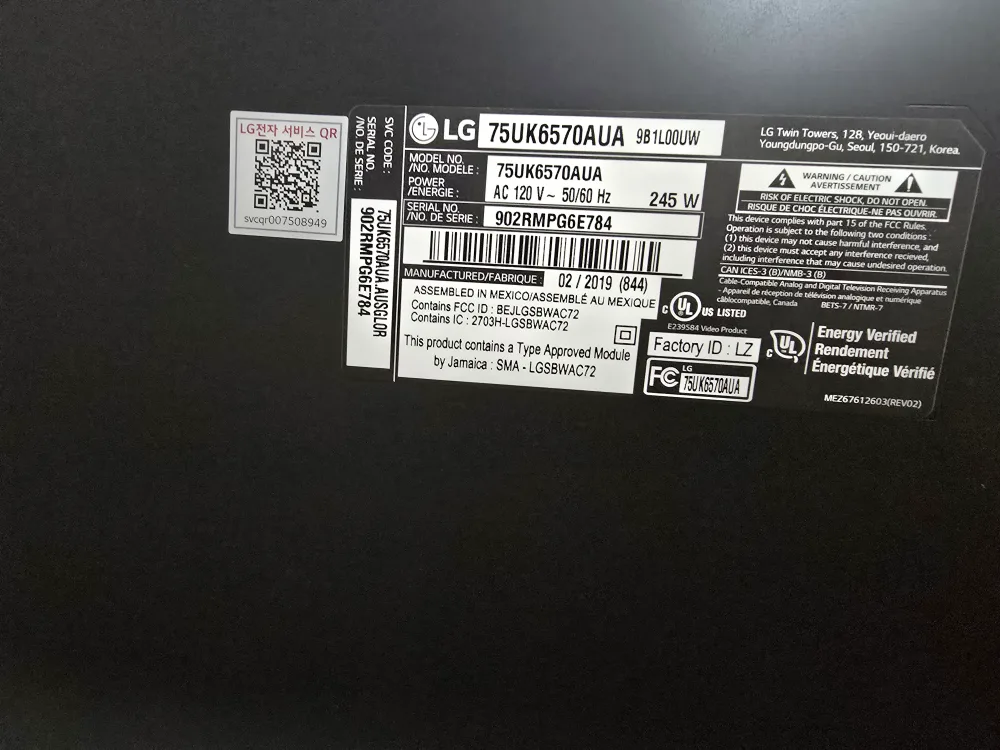 LG전자 서비스 QR
svcqr007508949
SVC CODE :
SERIAL NO.
/NO. DE SÉRIE :
75UK6570AUA.AUSGLOR
902RMPG6E784
LG 75UK6570AUA 9B1L00UW
MODEL NO.
/NO. MODÈLE : 75UK6570AUA
POWER
/ÉNERGIE : AC 120 V~ 50/60 Hz 245 W
SERIAL NO.
/NO. DE SÉRIE : 902RMPG6E784
MANUFACTURED/FABRIQUÉ : 02 / 2019 (844)
ASSEMBLED IN MEXICO/ASSEMBLÉ AU MEXIQUE
Contains FCC ID : BEJLGSBWAC72
Contains IC : 2703H-LGSBWAC72
This product contains a Type Approved Module
by Jamaica : SMA - LGSBWAC72
LG Twin Towers, 128, Yeoui-daero
Youngdungpo-Gu, Seoul, 150-721, Korea.
WARNING / CAUTION
AVERTISSEMENT
RISK OF ELECTRIC SHOCK, DO NOT OPEN.
RISQUE DE CHOC ÉLECTRIQUE-NE PAS OUVRIR.
This device complies with part 15 of the FCC Rules.
Operation is subject to the following two conditions :
(1) this device may not cause harmful interference, and
(2) this device must accept any interference recieved,
including interference that may cause undesired operation.
CAN ICES-3 (B)/NMB-3 (B)
Cable-Compatible Analog and Digital Television Receiving Apparatus
- Appareil de réception de télévision analogique et numérique
câblocompatible, Canada BETS-7 / NTMR-7
c UL US LISTED
E239584 Video Product
Factory ID : LZ
FC LG
75UK6570AUA
c UL
Energy Verified
Rendement
Énergétique Vérifié
MEZ67612603(REV02)